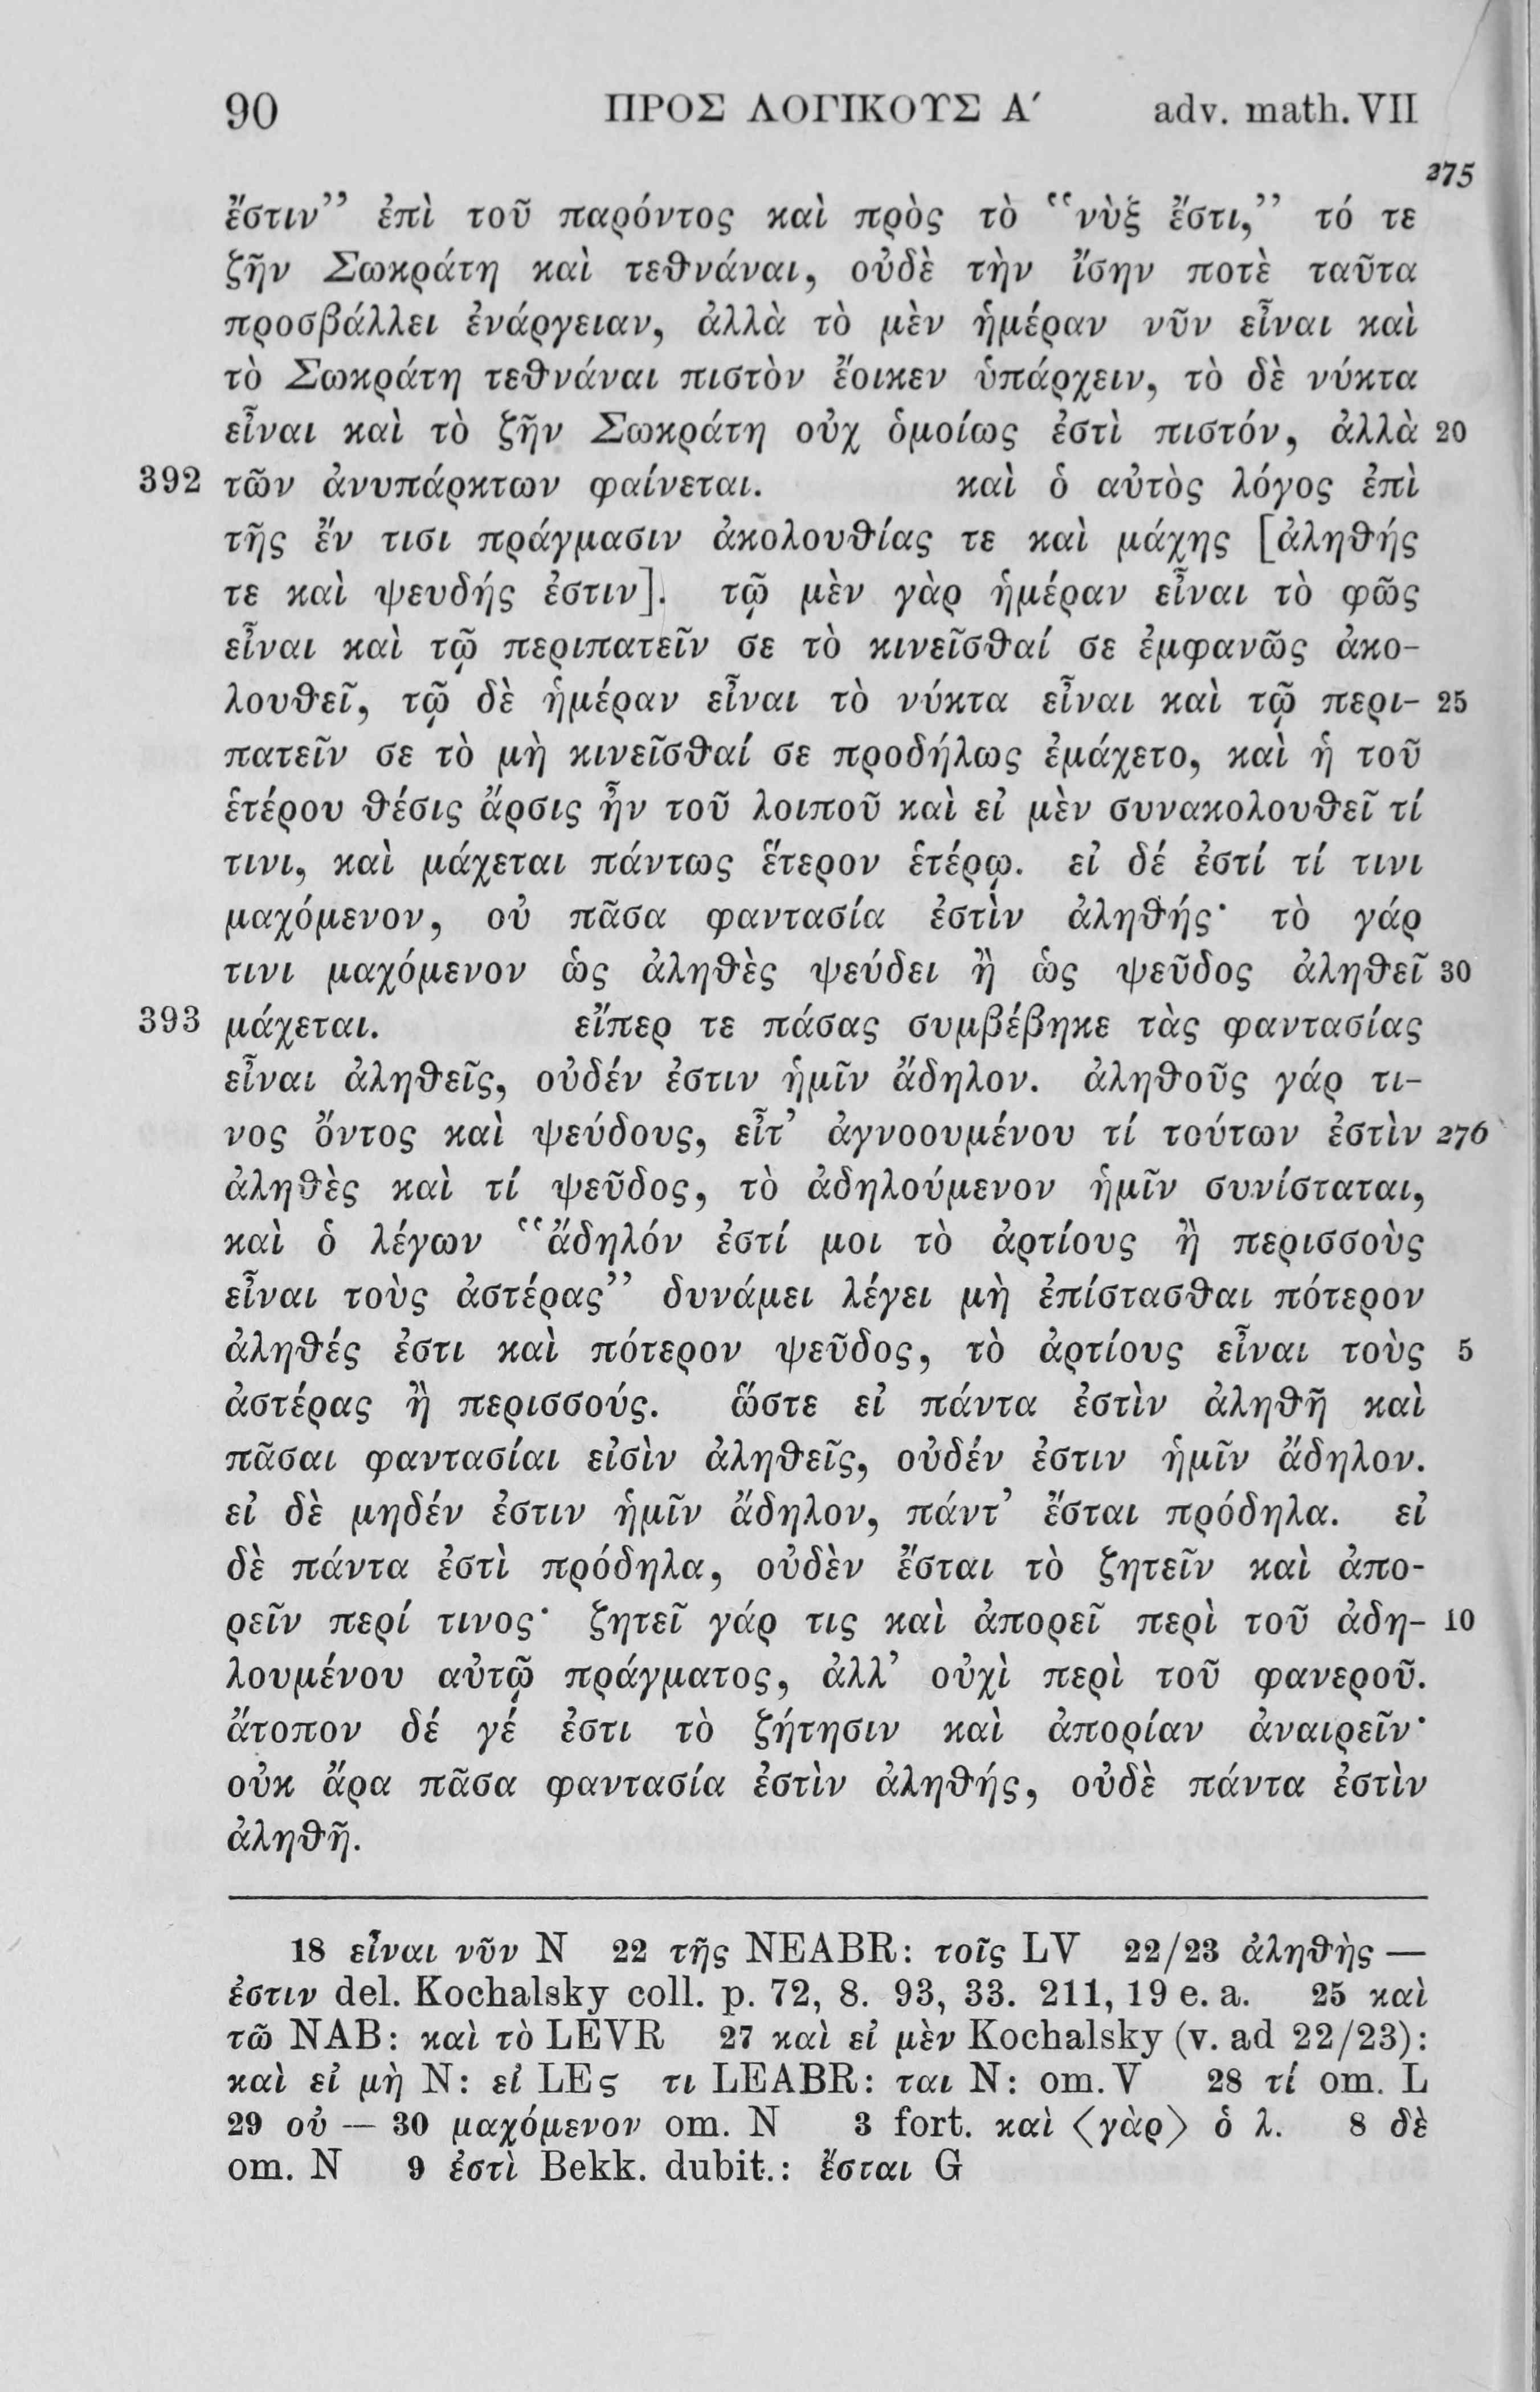 90 ΠΡΟΣ ΛΟΓΙΚΟΥΣ Α′ adv. math. VII
275
ἔστιν” ἐπὶ τοῦ παρόντος καὶ πρὸς τὸ “νὺξ ἔστι,” τό τε
ζῆν Σωκράτη καὶ τεθνάναι, οὐδὲ τὴν ἴσην ποτὲ ταῦτα
προσβάλλει ἐνάργειαν, ἀλλὰ τὸ μὲν ἡμέραν νῦν εἶναι καὶ
τὸ Σωκράτη τεθνάναι πιστὸν ἔοικεν ὑπάρχειν, τὸ δὲ νύκτα
εἶναι καὶ τὸ ζῆν Σωκράτη οὐχ ὁμοίως ἐστὶ πιστόν, ἀλλὰ 20
392 τῶν ἀνυπάρκτων φαίνεται. καὶ ὁ αὐτὸς λόγος ἐπὶ
τῆς ἔν τισι πράγμασιν ἀκολουθίας τε καὶ μάχης [ἀληθής
τε καὶ ψευδής ἐστιν]. τῷ μὲν γὰρ ἡμέραν εἶναι τὸ φῶς
εἶναι καὶ τῷ περιπατεῖν σε τὸ κινεῖσθαί σε ἐμφανῶς ἀκο-
λουθεῖ, τῷ δὲ ἡμέραν εἶναι τὸ νύκτα εἶναι καὶ τῷ περι- 25
πατεῖν σε τὸ μὴ κινεῖσθαί σε προδήλως ἐμάχετο, καὶ ἡ τοῦ
ἑτέρου θέσις ἄρσις ἦν τοῦ λοιποῦ καὶ εἰ μὲν συνακολουθεῖ τί
τινι, καὶ μάχεται πάντως ἕτερον ἑτέρῳ. εἰ δέ ἐστί τί τινι
μαχόμενον, οὐ πᾶσα φαντασία ἐστὶν ἀληθής· τὸ γάρ
τινι μαχόμενον ὡς ἀληθὲς ψεύδει ἢ ὡς ψεῦδος ἀληθεῖ 30
393 μάχεται. εἴπερ τε πάσας συμβέβηκε τὰς φαντασίας
εἶναι ἀληθεῖς, οὐδέν ἐστιν ἡμῖν ἄδηλον. ἀληθοῦς γάρ τι-
νος ὄντος καὶ ψεύδους, εἶτ’ ἀγνοουμένου τί τούτων ἐστὶν 276
ἀληθὲς καὶ τί ψεῦδος, τὸ ἀδηλούμενον ἡμῖν συνίσταται,
καὶ ὁ λέγων “ἄδηλόν ἐστί μοι τὸ ἀρτίους ἢ περισσοὺς
εἶναι τοὺς ἀστέρας” δυνάμει λέγει μὴ ἐπίστασθαι πότερον
ἀληθές ἐστι καὶ πότερον ψεῦδος, τὸ ἀρτίους εἶναι τοὺς 5
ἀστέρας ἢ περισσούς. ὥστε εἰ πάντα ἐστὶν ἀληθῆ καὶ
πᾶσαι φαντασίαι εἰσὶν ἀληθεῖς, οὐδέν ἐστιν ἡμῖν ἄδηλον.
εἰ δὲ μηδέν ἐστιν ἡμῖν ἄδηλον, πάντ’ ἔσται πρόδηλα. εἰ
δὲ πάντα ἐστὶ πρόδηλα, οὐδὲν ἔσται τὸ ζητεῖν καὶ ἀπο-
ρεῖν περί τινος· ζητεῖ γάρ τις καὶ ἀπορεῖ περὶ τοῦ ἀδη- 10
λουμένου αὐτῷ πράγματος, ἀλλ’ οὐχὶ περὶ τοῦ φανεροῦ.
ἄτοπον δέ γέ ἐστι τὸ ζήτησιν καὶ ἀπορίαν ἀναιρεῖν·
οὐκ ἄρα πᾶσα φαντασία ἐστὶν ἀληθής, οὐδὲ πάντα ἐστὶν
ἀληθῆ.
18 εἶναι νῦν N 22 τῆς NEABR: τοῖς LV 22/23 ἀληθὴς —
ἐστιν del. Kochalsky coll. p. 72, 8. 93, 33. 211, 19 e. a. 25 καὶ
τῶ NAB: καὶ τὸ LEVR 27 καὶ εἰ μὲν Kochalsky (v. ad 22/23):
καὶ εἰ μὴ N: εἰ LEς τι LEABR: ται N: om. V 28 τί om. L
29 οὐ — 30 μαχόμενον om. N 3 fort. καὶ ⟨γὰρ⟩ ὁ λ. 8 δὲ
om. N 9 ἐστὶ Bekk. dubit.: ἔσται G